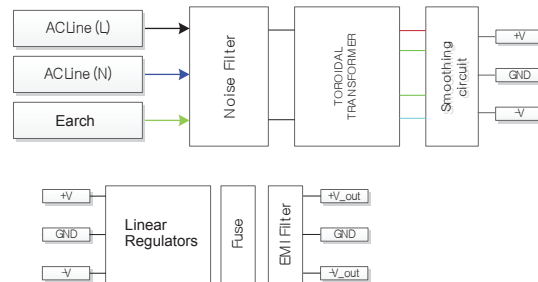 ACLine (L)
ACLine (N)
Earch
Noise Filter
TOROIDAL
TRANSFORMER
Smoothing
circuit
+V
GND
-V
+V
GND
-V
Linear
Regulators
Fuse
EMI Filter
+V_out
GND
-V_out